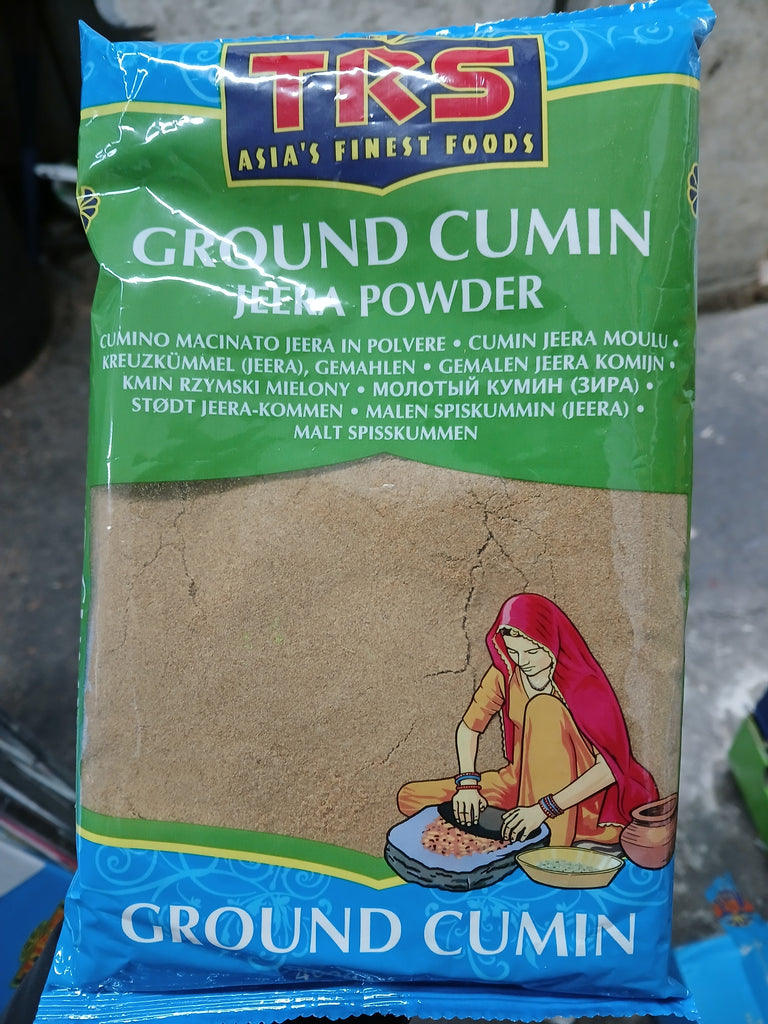 TRS
ASIA'S FINEST FOODS
GROUND CUMIN
JEERA POWDER
CUMINO MACINATO JEERA IN POLVERE • CUMIN JEERA MOULU •
KREUZKÜMMEL (JEERA), GEMAHLEN • GEMALEN JEERA KOMIJN •
KMIN RZYMSKI MIELONY • МОЛОТЫЙ КУМИН (ЗИРА) •
STØDT JEERA-KOMMEN • MALEN SPISKUMMIN (JEERA) •
MALT SPISSKUMMEN
GROUND CUMIN